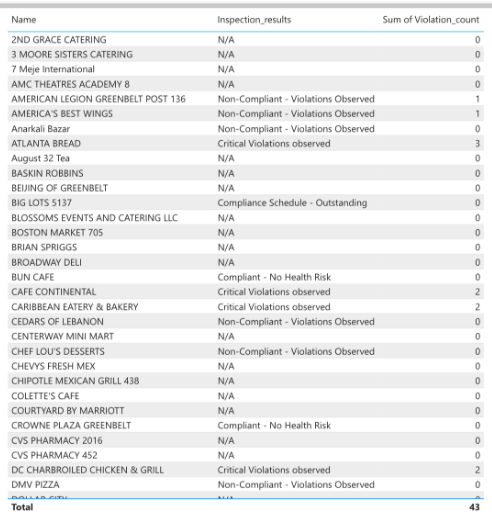 Name Inspection_results Sum of Violation_count
2ND GRACE CATERING N/A 0
3 MOORE SISTERS CATERING N/A 0
7 Meje International N/A 0
AMC THEATRES ACADEMY 8 N/A 0
AMERICAN LEGION GREENBELT POST 136 Non-Compliant - Violations Observed 1
AMERICA'S BEST WINGS Non-Compliant - Violations Observed 1
Anarkali Bazar Non-Compliant - Violations Observed 0
ATLANTA BREAD Critical Violations observed 3
August 32 Tea N/A 0
BASKIN ROBBINS N/A 0
BEIJING OF GREENBELT N/A 0
BIG LOTS 5137 Compliance Schedule - Outstanding 0
BLOSSOMS EVENTS AND CATERING LLC N/A 0
BOSTON MARKET 705 N/A 0
BRIAN SPRIGGS N/A 0
BROADWAY DELI N/A 0
BUN CAFE Compliant - No Health Risk 0
CAFE CONTINENTAL Critical Violations observed 2
CARIBBEAN EATERY & BAKERY Critical Violations observed 2
CEDARS OF LEBANON Non-Compliant - Violations Observed 0
CENTERWAY MINI MART N/A 0
CHEF LOU'S DESSERTS Non-Compliant - Violations Observed 0
CHEVYS FRESH MEX N/A 0
CHIPOTLE MEXICAN GRILL 438 N/A 0
COLETTE'S CAFE N/A 0
COURTYARD BY MARRIOTT N/A 0
CROWNE PLAZA GREENBELT Compliant - No Health Risk 0
CVS PHARMACY 2016 N/A 0
CVS PHARMACY 452 N/A 0
DC CHARBROILED CHICKEN & GRILL Critical Violations observed 2
DMV PIZZA Non-Compliant - Violations Observed 0
Total 43